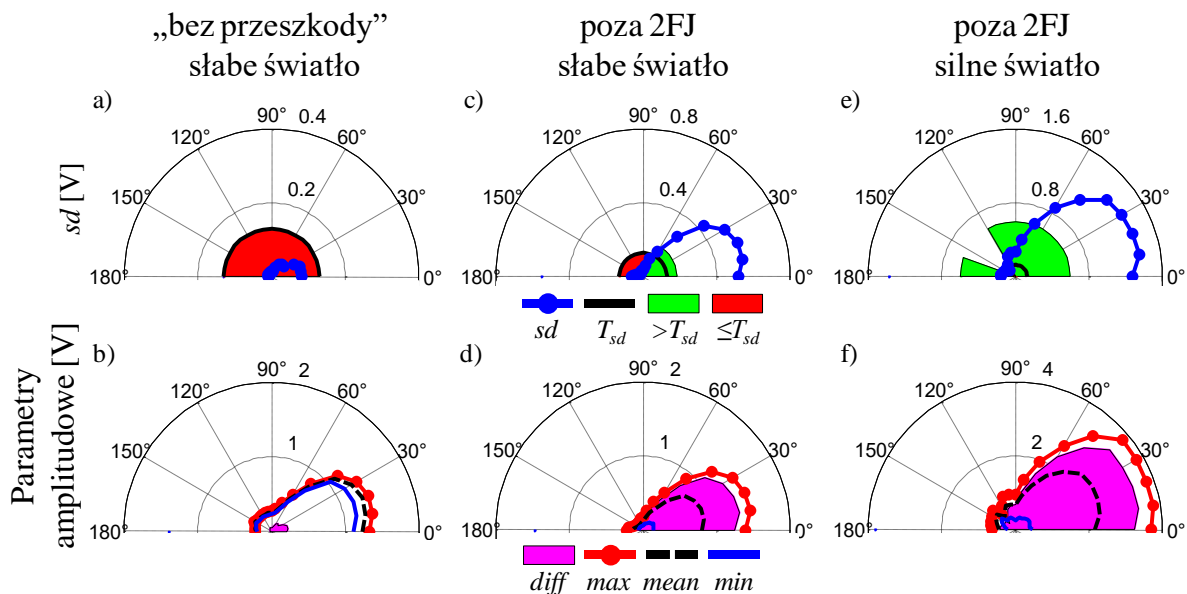 „bez przeszkody”
słabe światło
poza 2FJ
słabe światło
poza 2FJ
silne światło
a)
90° 0.4
120° 60°
150° 0.2 30°
180° 0°
c)
90° 0.8
120° 60°
150° 0.4 30°
180° 0°
e)
90° 1.6
120° 60°
150° 0.8 30°
180° 0°
sd [V]
sd T_sd >T_sd ≤T_sd
b)
90° 2
120° 60°
150° 1 30°
180° 0°
d)
90° 2
120° 60°
150° 1 30°
180° 0°
f)
90° 4
120° 60°
150° 2 30°
180° 0°
Parametry
amplitudowe [V]
diff max mean min